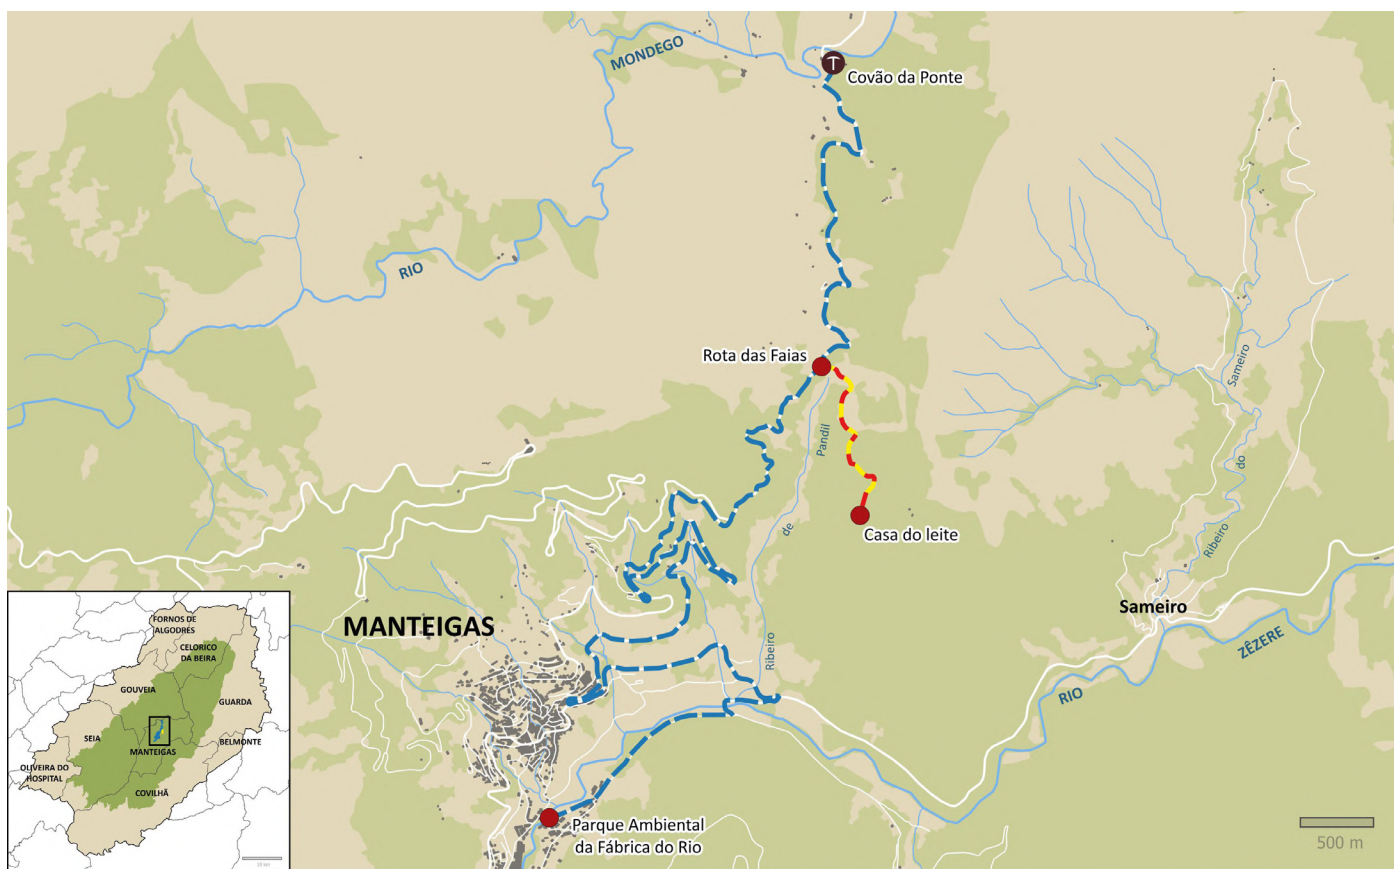 MONDEGO
Covão da Ponte
RIO
Rota das Faias
Pandil
de
Ribeiro
Casa do leite
Sameiro
do
Ribeiro
Sameiro
MANTEIGAS
ZÊZERE
RIO
Parque Ambiental
da Fábrica do Rio
500 m
FORNOS DE
ALGODRES
CELORICO
DA BEIRA
GOUVEIA
GUARDA
SEIA
MANTEIGAS
BELMONTE
OLIVEIRA DO
HOSPITAL
COVILHÃ